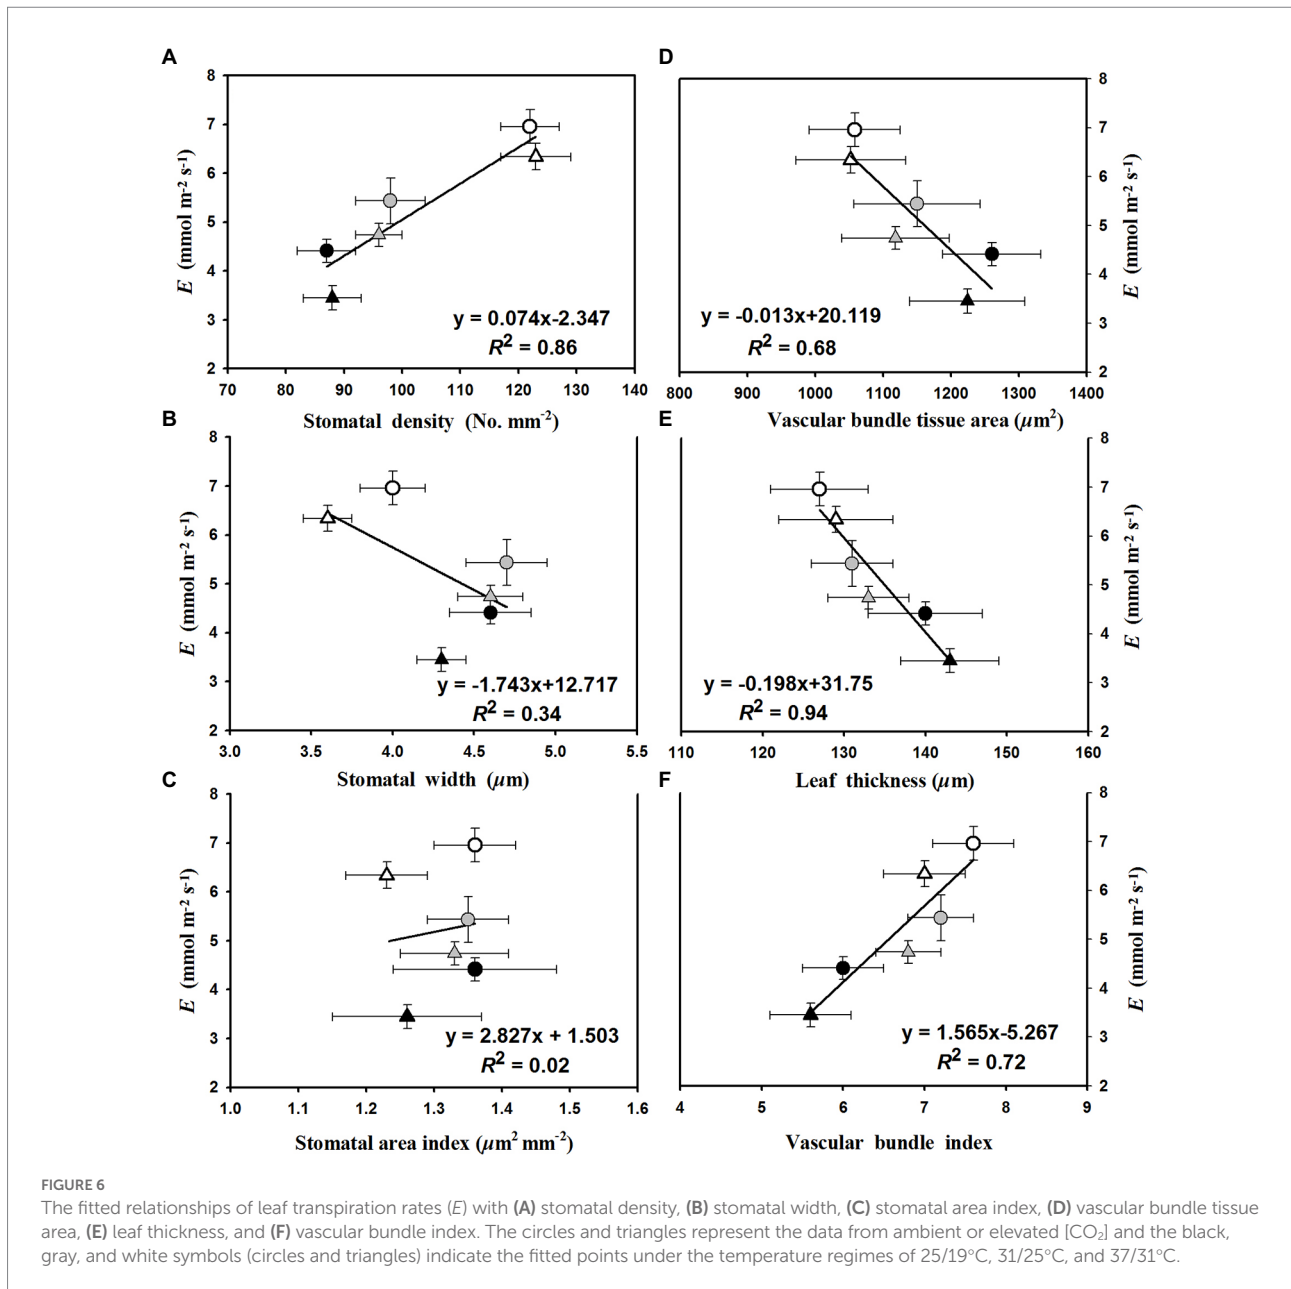 A
8
7
6
5
4
3
2
E (mmol m-2 s-1)
y = 0.074x-2.347
R2 = 0.86
70 80 90 100 110 120 130 140
Stomatal density (No. mm-2)
D
8
7
6
5
4
3
2
E (mmol m-2 s-1)
y = -0.013x+20.119
R2 = 0.68
800 1000 1100 1200 1300 1400
Vascular bundle tissue area (µm2)
B
8
7
6
5
4
3
2
E (mmol m-2 s-1)
y = -1.743x+12.717
R2 = 0.34
3.0 3.5 4.0 4.5 5.0 5.5
Stomatal width (µm)
E
8
7
6
5
4
3
2
E (mmol m-2 s-1)
y = -0.198x+31.75
R2 = 0.94
110 120 130 140 150 160
Leaf thickness (µm)
C
8
7
6
5
4
3
2
E (mmol m-2 s-1)
y = 2.827x + 1.503
R2 = 0.02
1.0 1.1 1.2 1.3 1.4 1.5 1.6
Stomatal area index (µm2 mm-2)
F
8
7
6
5
4
3
2
E (mmol m-2 s-1)
y = 1.565x-5.267
R2 = 0.72
4 5 6 7 8 9
Vascular bundle index
FIGURE 6
The fitted relationships of leaf transpiration rates (E) with (A) stomatal density, (B) stomatal width, (C) stomatal area index, (D) vascular bundle tissue
area, (E) leaf thickness, and (F) vascular bundle index. The circles and triangles represent the data from ambient or elevated [CO2] and the black,
gray, and white symbols (circles and triangles) indicate the fitted points under the temperature regimes of 25/19°C, 31/25°C, and 37/31°C.